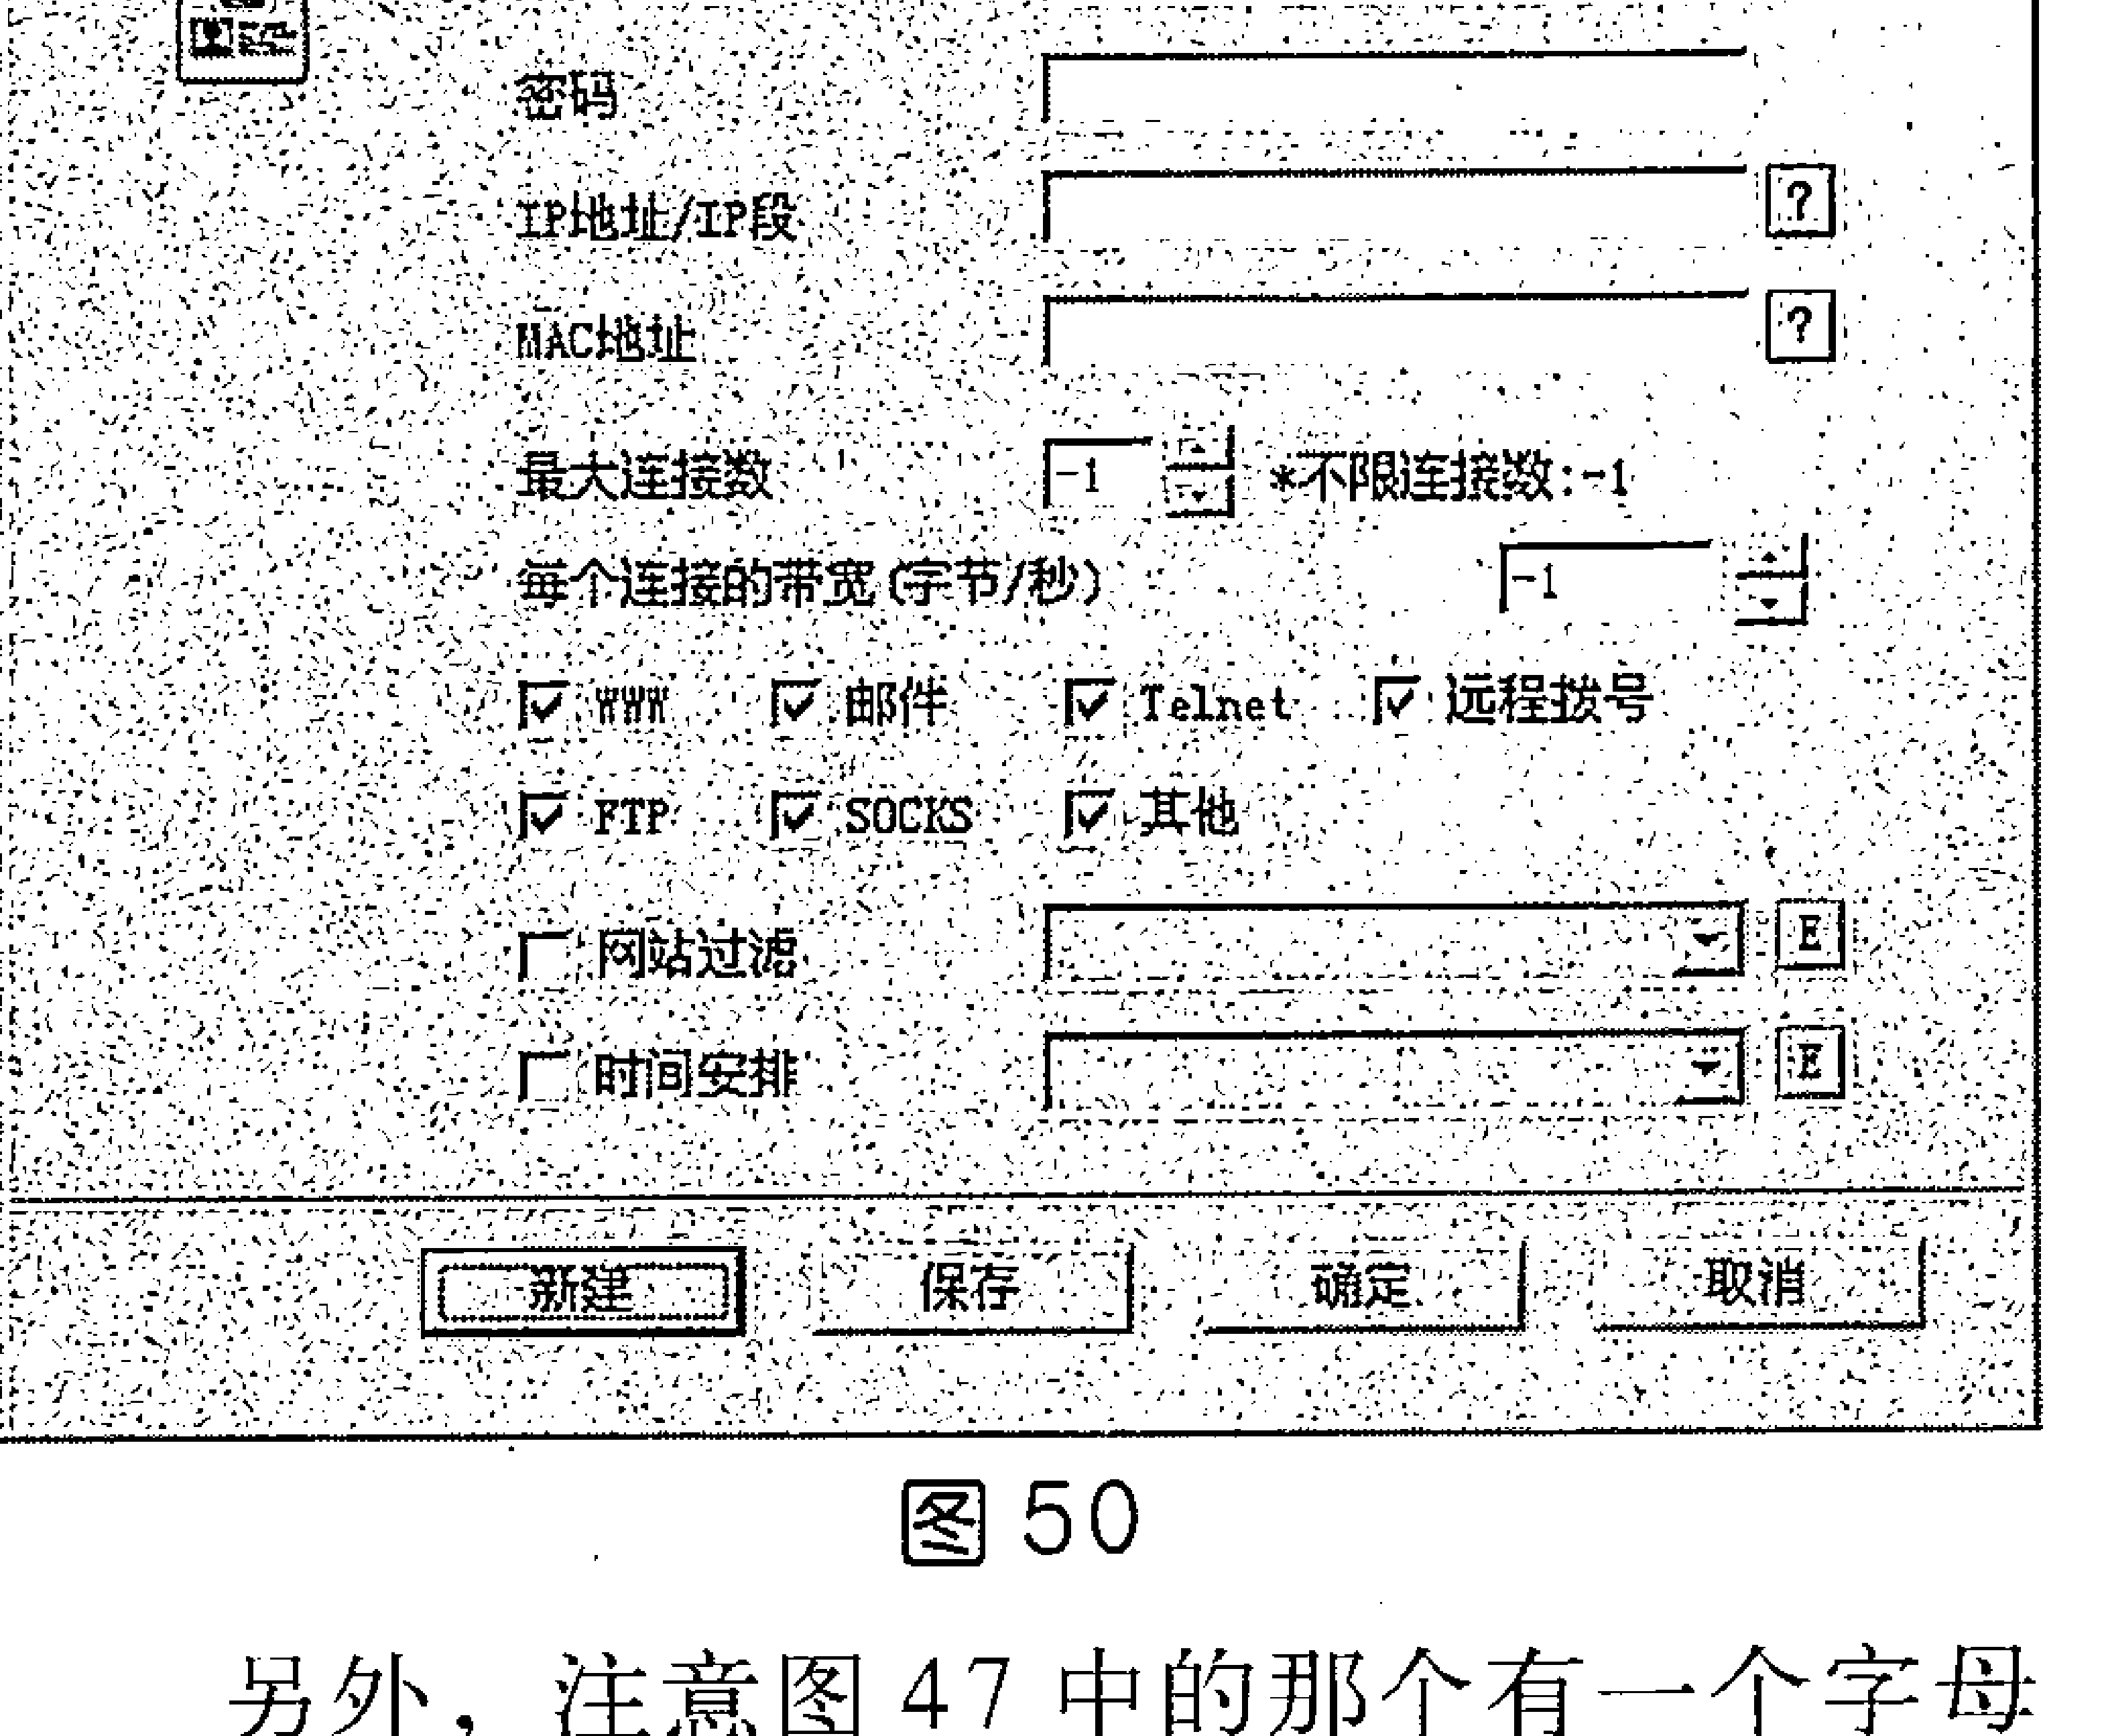 密码
IP地址/IP段 ?
MAC地址 ?
最大连接数 -1 *不限连接数:-1
每个连接的带宽(字节/秒) -1
WWW 邮件 Telnet 远程拨号
FTP SOCKS 其他
网站过滤 E
时间安排 E
新建 保存 确定 取消
图 50
另外，注意图 47 中的那个有一个字母